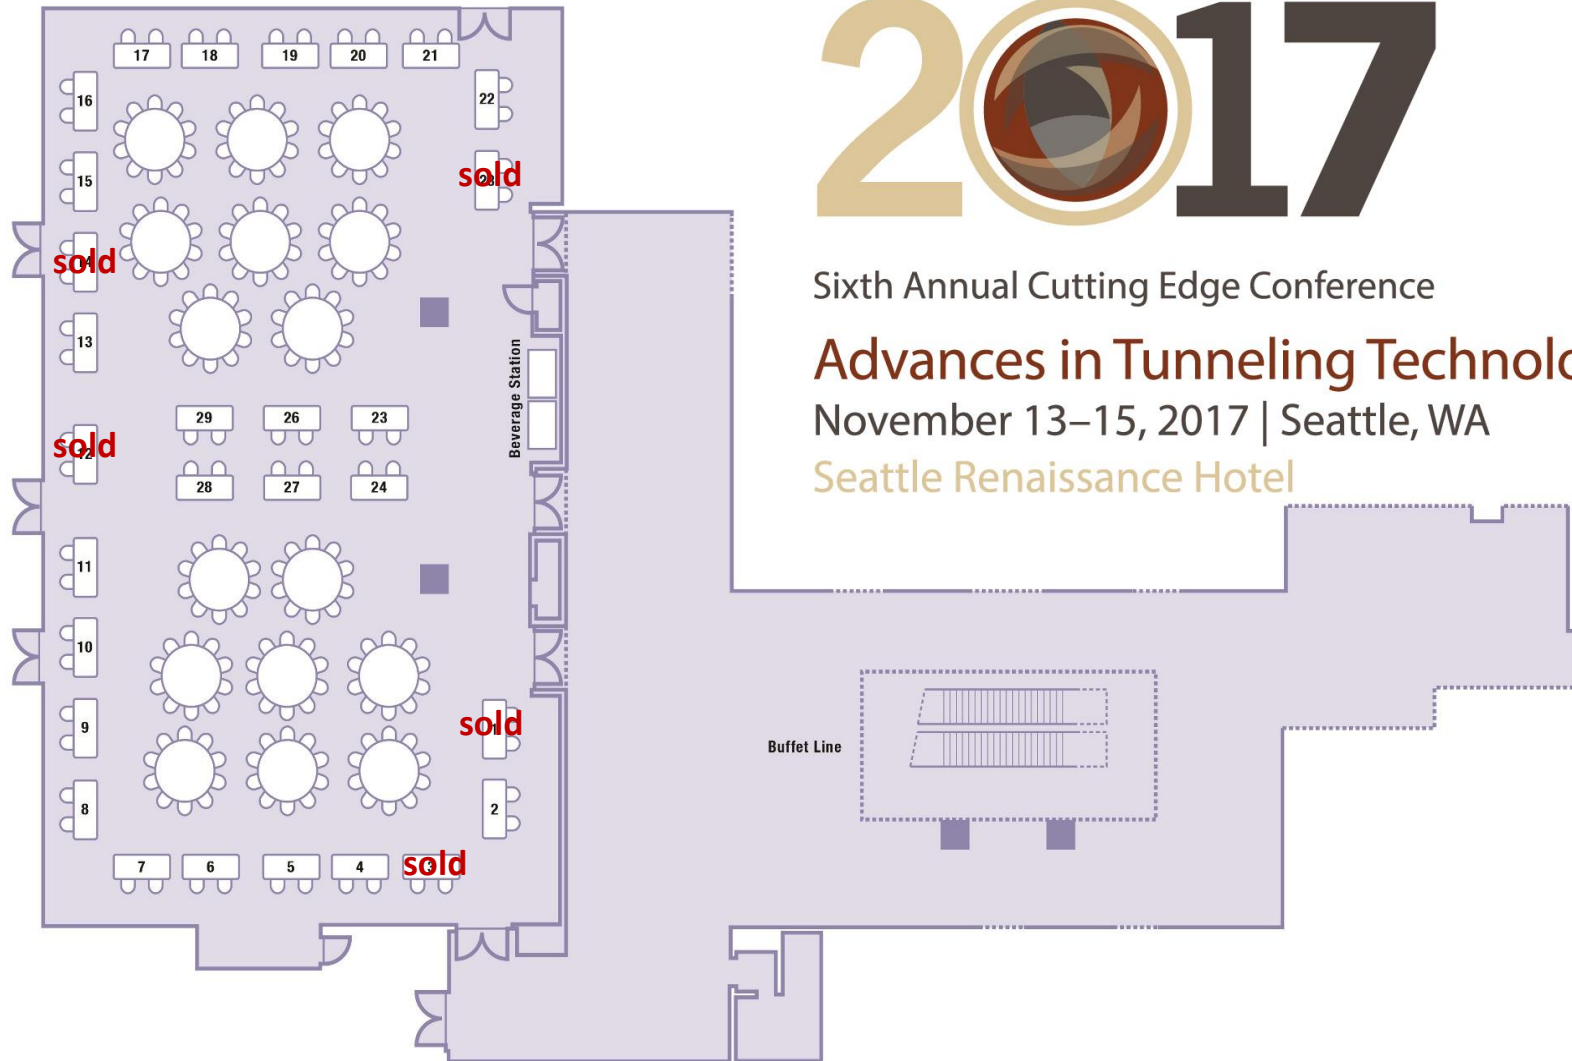 2017
Sixth Annual Cutting Edge Conference
Advances in Tunneling Technolo
November 13–15, 2017 | Seattle, WA
Seattle Renaissance Hotel
17 18 19 20 21
16
22
15
sold
sold
13
Beverage Station
29 26 23
sold
28 27 24
11
10
9
sold
Buffet Line
8
2
7 6 5 4 sold